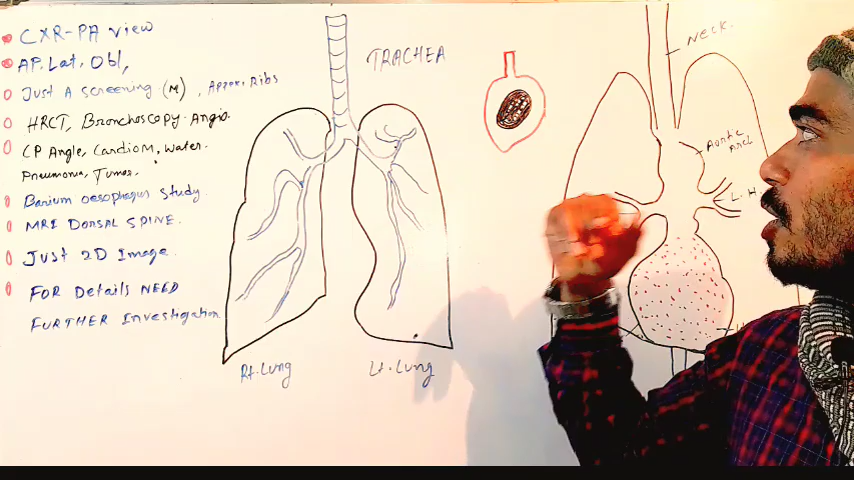 CXR-PA view
AP, Lat, Obl,
Just A screening (M), Approx. Ribs
HRCT, Bronchoscopy. Angio.
CP Angle, Cardiom, water.
Pneumonia, Tumor.
Barium oesophagus study
MRI DORSAL SPINE.
Just 2D Image.
FOR Details NEED
FURTHER Investigation
TRACHEA
Rt. Lung
Lt. Lung
NECK.
Aortic
Arch
L. H.